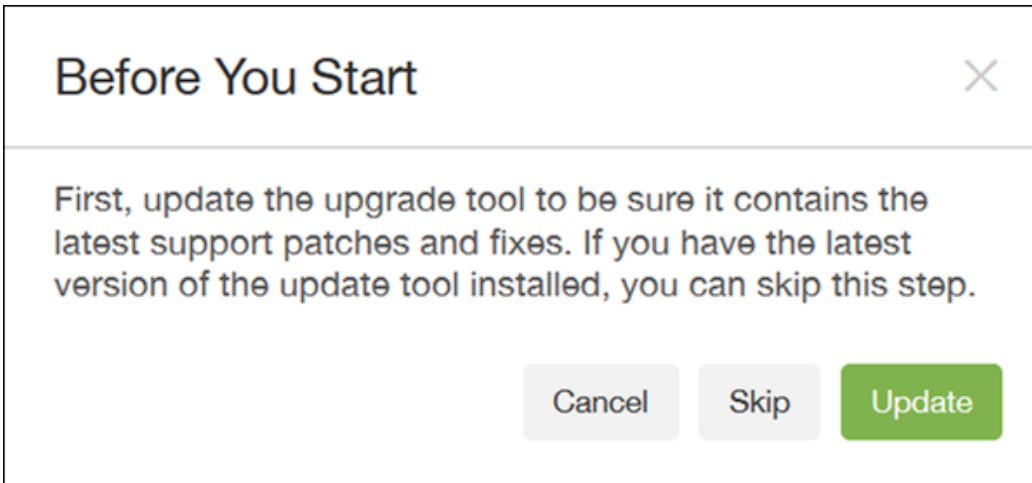 Before You Start
First, update the upgrade tool to be sure it contains the
latest support patches and fixes. If you have the latest
version of the update tool installed, you can skip this step.
Cancel Skip Update